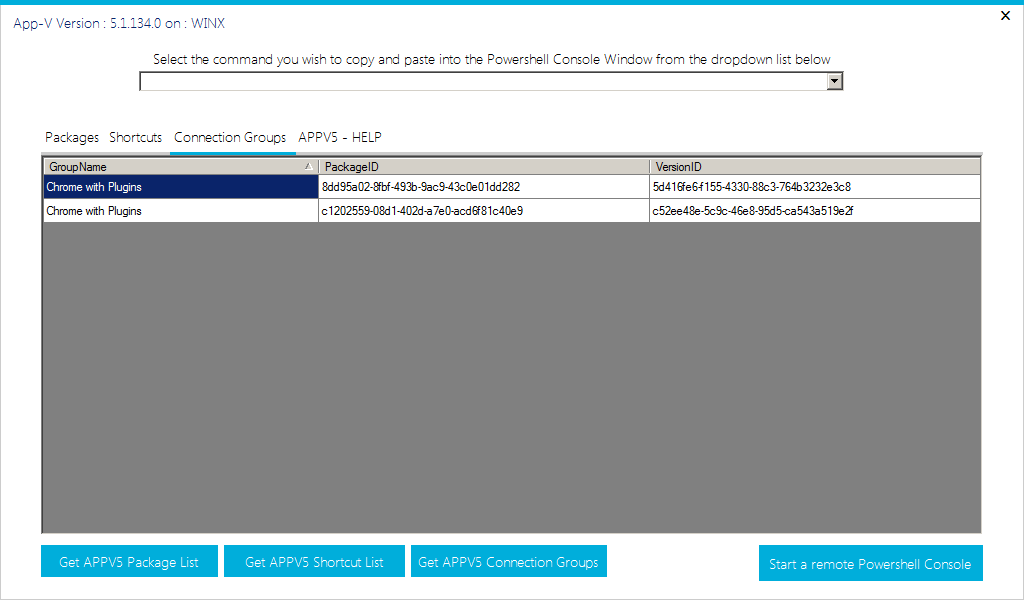 App-V Version : 5.1.134.0 on : WINX
Select the command you wish to copy and paste into the Powershell Console Window from the dropdown list below
Packages Shortcuts Connection Groups APPV5 - HELP
GroupName PackageID VersionID
Chrome with Plugins 8dd95a02-8fbf-493b-9ac9-43c0e01dd282 5d416fe6-f155-4330-88c3-764b3232e3c8
Chrome with Plugins c1202559-08d1-402d-a7e0-acd6f81c40e9 c52ee48e-5c9c-46e8-95d5-ca543a519e2f
Get APPV5 Package List Get APPV5 Shortcut List Get APPV5 Connection Groups Start a remote Powershell Console